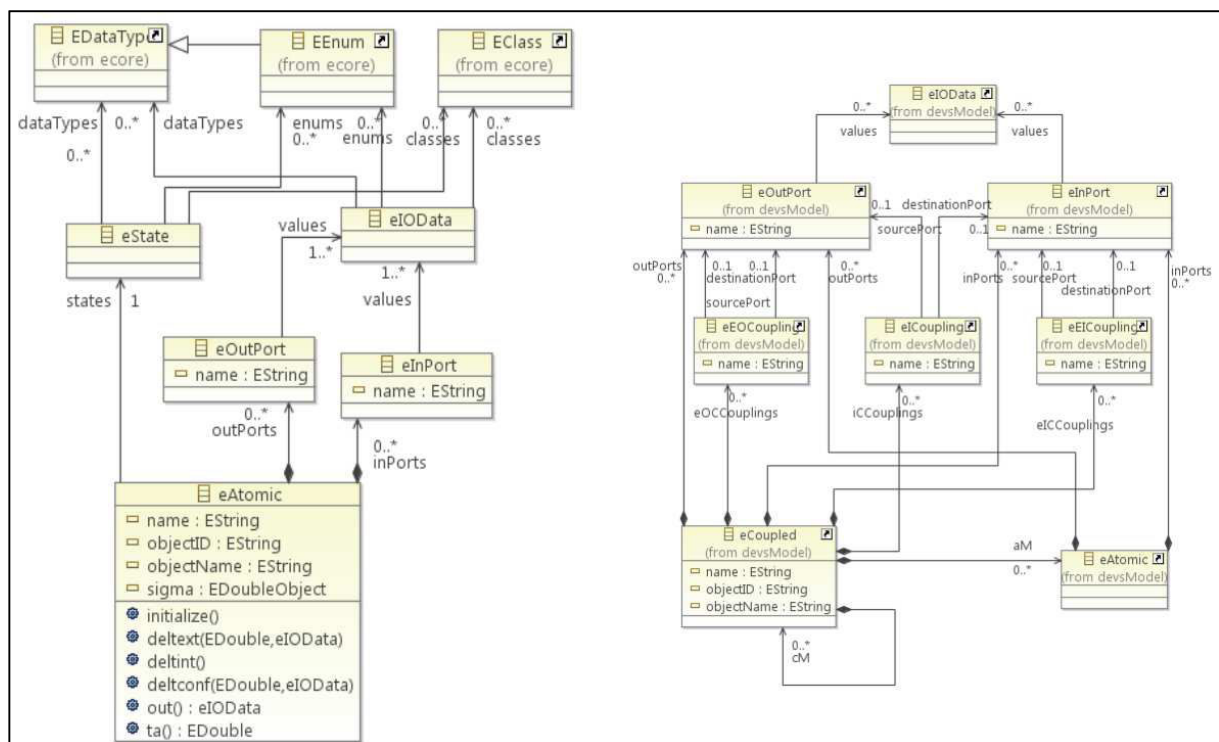 EDataType
(from ecore)
EEnum
(from ecore)
EClass
(from ecore)
dataTypes
0..*
0..*
dataTypes
enums
0..*
0..*
enums
0..*
classes
0..*
classes
eState
eIOData
values
1..*
1..*
values
states
1
eOutPort
name : EString
eInPort
name : EString
0..*
outPorts
0..*
inPorts
eAtomic
name : EString
objectID : EString
objectName : EString
sigma : EDoubleObject
initialize()
deltext(EDouble,eIOData)
deltint()
deltconf(EDouble,eIOData)
out() : eIOData
ta() : EDouble
eIOData
(from devsModel)
0..*
values
0..*
values
eOutPort
(from devsModel)
name : EString
eInPort
(from devsModel)
name : EString
0..1
sourcePort
destinationPort
0..1
outPorts
0..*
0..1
sourcePort
destinationPort
0..1
0..*
outPorts
inPorts
0..*
sourcePort
0..1
0..1
destinationPort
inPorts
0..*
eEOCoupling
(from devsModel)
name : EString
eICoupling
(from devsModel)
name : EString
eEICoupling
(from devsModel)
name : EString
0..*
eOCCouplings
0..*
iCCouplings
0..*
eICCouplings
eCoupled
(from devsModel)
name : EString
objectID : EString
objectName : EString
aM
0..*
eAtomic
(from devsModel)
0..*
cM